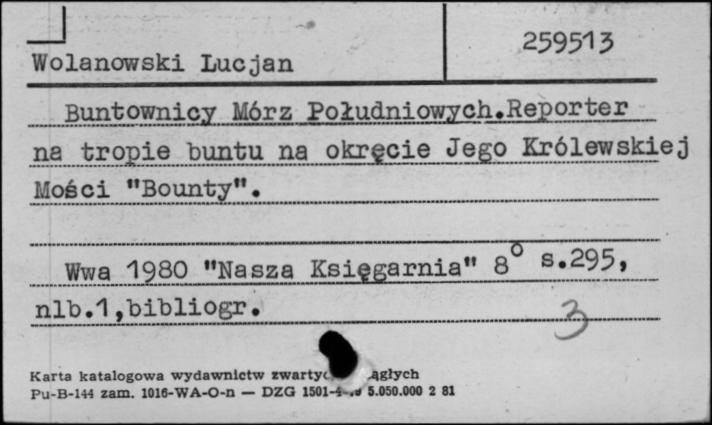 259513
Wolanowski Lucjan
Buntownicy Mórz Południowych.Reporter
na tropie buntu na okręcie Jego Królewskiej
Mości "Bounty".
Wwa 1980 "Nasza Księgarnia" 8° s.295,
nlb.1,bibliogr.
3
Karta katalogowa wydawnictw
Pu-B-144 zam. 1016-WA-O-n — DZG 5.050.000 2 81